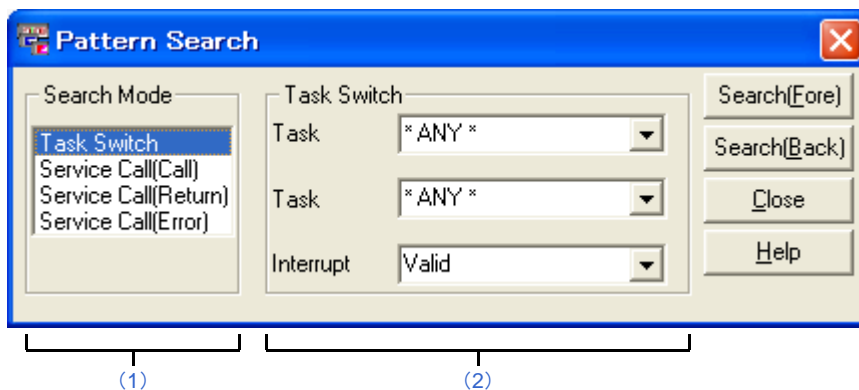 Pattern Search
Search Mode
Task Switch
Service Call(Call)
Service Call(Return)
Service Call(Error)
Task Switch
Task * ANY *
Task * ANY *
Interrupt Valid
Search(Fore)
Search(Back)
Close
Help
(1)
(2)